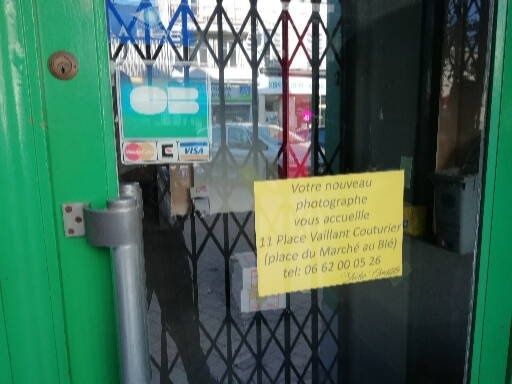 CB
MasterCard
VISA
Votre nouveau
photographe
vous accueille
11 Place Vaillant Couturier
(place du Marché au Blé)
tel: 06 62 00 05 26